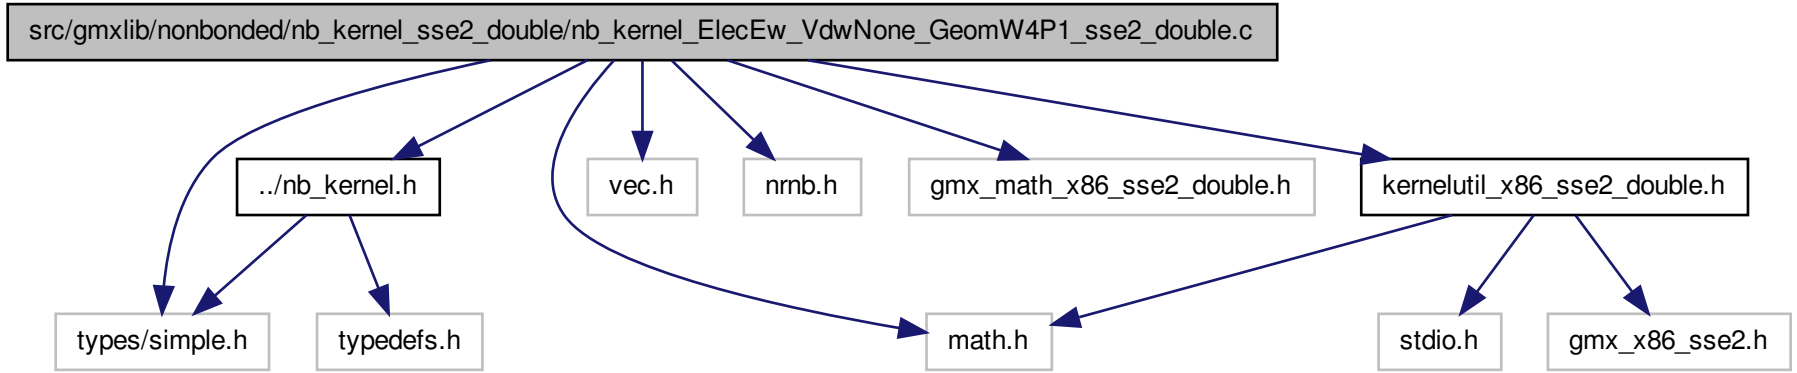 src/gmxlib/nonbonded/nb_kernel_sse2_double/nb_kernel_ElecEw_VdwNone_GeomW4P1_sse2_double.c
../nb_kernel.h
vec.h
nrnb.h
gmx_math_x86_sse2_double.h
kernelutil_x86_sse2_double.h
types/simple.h
typedefs.h
math.h
stdio.h
gmx_x86_sse2.h